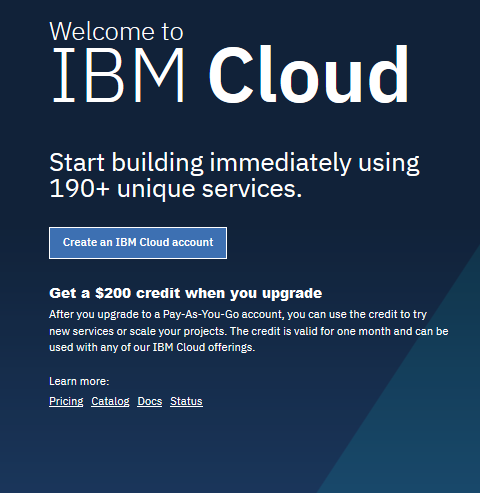 Welcome to
IBM Cloud
Start building immediately using
190+ unique services.
Create an IBM Cloud account
Get a $200 credit when you upgrade
After you upgrade to a Pay-As-You-Go account, you can use the credit to try
new services or scale your projects. The credit is valid for one month and can be
used with any of our IBM Cloud offerings.
Learn more:
Pricing Catalog Docs Status